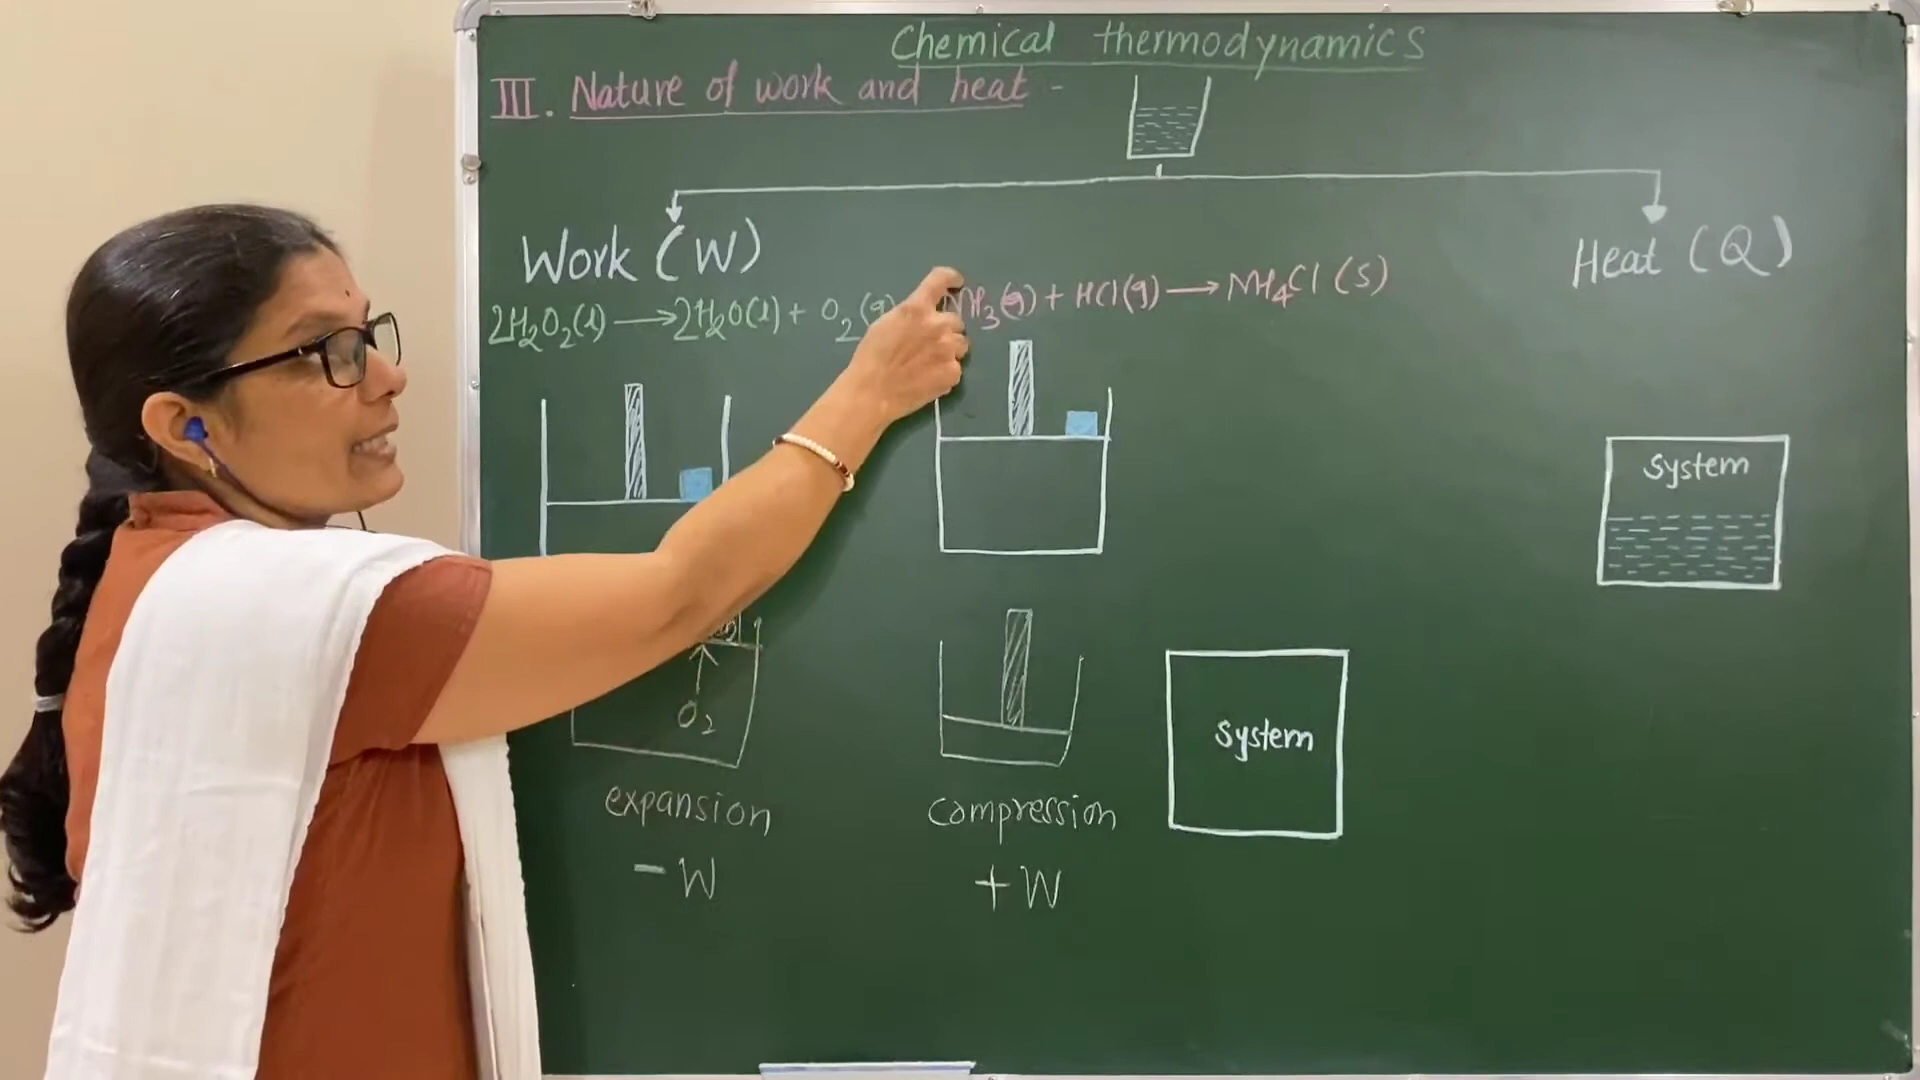 Chemical thermodynamics
III. Nature of work and heat -
Work (W)
Heat (Q)
2H₂O₂(l) ⟶ 2H₂O(l) + O₂(g)
NH₃(g) + HCl(g) ⟶ NH₄Cl (s)
System
O₂
System
expansion
compression
- W
+ W